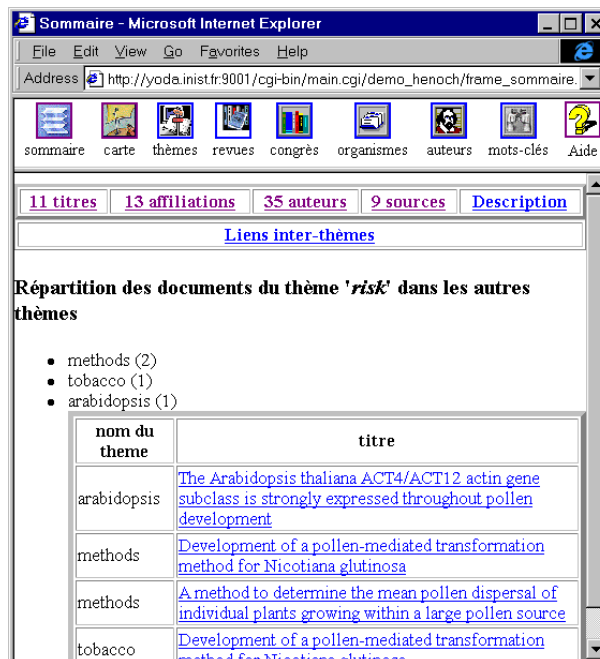 Sommaire - Microsoft Internet Explorer
File Edit View Go Favorites Help
Address http://yoda.inist.fr:9001/cgi-bin/main.cgi/demo_henoch/frame_sommaire.
sommaire carte thèmes revues congrès organismes auteurs mots-clés Aide
11 titres 13 affiliations 35 auteurs 9 sources Description
Liens inter-thèmes
Répartition des documents du thème 'risk' dans les autres
thèmes
methods (2)
tobacco (1)
arabidopsis (1)
nom du
theme
titre
arabidopsis
The Arabidopsis thaliana ACT4/ACT12 actin gene
subclass is strongly expressed throughout pollen
development
methods
Development of a pollen-mediated transformation
method for Nicotiana glutinosa
methods
A method to determine the mean pollen dispersal of
individual plants growing within a large pollen source
tobacco
Development of a pollen-mediated transformation
method for Nicotiana glutinosa